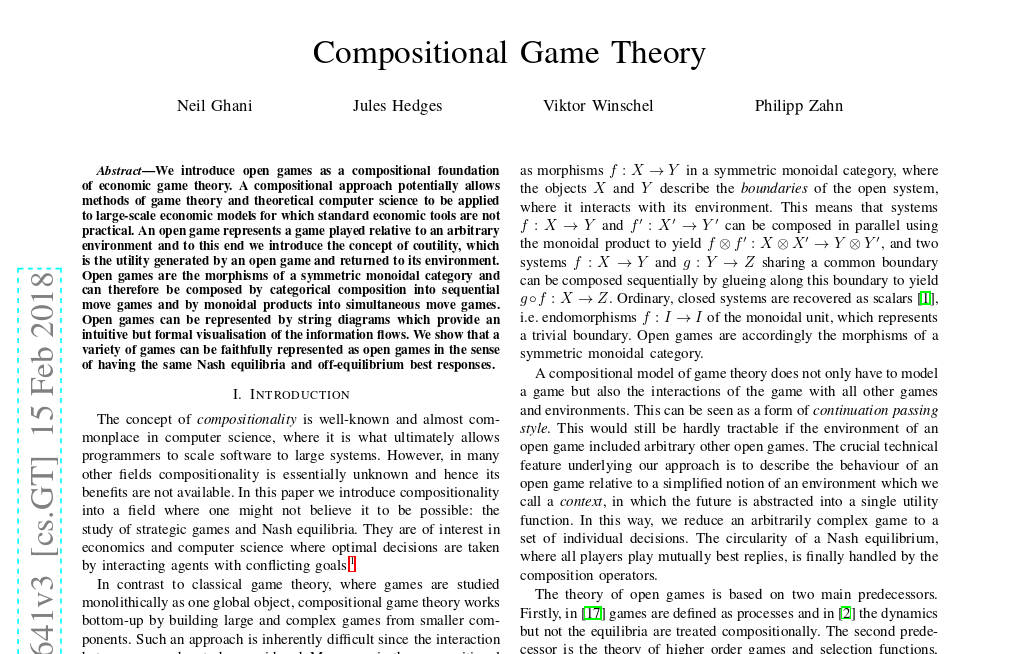 Compositional Game Theory
Neil Ghani Jules Hedges Viktor Winschel Philipp Zahn
Abstract—We introduce open games as a compositional foundation
of economic game theory. A compositional approach potentially allows
methods of game theory and theoretical computer science to be applied
to large-scale economic models for which standard economic tools are not
practical. An open game represents a game played relative to an arbitrary
environment and to this end we introduce the concept of coutility, which
is the utility generated by an open game and returned to its environment.
Open games are the morphisms of a symmetric monoidal category and
can therefore be composed by categorical composition into sequential
move games and by monoidal products into simultaneous move games.
Open games can be represented by string diagrams which provide an
intuitive but formal visualisation of the information flows. We show that a
variety of games can be faithfully represented as open games in the sense
of having the same Nash equilibria and off-equilibrium best responses.
I. INTRODUCTION
The concept of compositionality is well-known and almost com-
monplace in computer science, where it is what ultimately allows
programmers to scale software to large systems. However, in many
other fields compositionality is essentially unknown and hence its
benefits are not available. In this paper we introduce compositionality
into a field where one might not believe it to be possible: the
study of strategic games and Nash equilibria. They are of interest in
economics and computer science where optimal decisions are taken
by interacting agents with conflicting goals.¹
In contrast to classical game theory, where games are studied
monolithically as one global object, compositional game theory works
bottom-up by building large and complex games from smaller com-
ponents. Such an approach is inherently difficult since the interaction
as morphisms f : X → Y in a symmetric monoidal category, where
the objects X and Y describe the boundaries of the open system,
where it interacts with its environment. This means that systems
f : X → Y and f′ : X′ → Y′ can be composed in parallel using
the monoidal product to yield f ⊗ f′ : X ⊗ X′ → Y ⊗ Y′, and two
systems f : X → Y and g : Y → Z sharing a common boundary
can be composed sequentially by glueing along this boundary to yield
g∘f : X → Z. Ordinary, closed systems are recovered as scalars [1],
i.e. endomorphisms f : I → I of the monoidal unit, which represents
a trivial boundary. Open games are accordingly the morphisms of a
symmetric monoidal category.
A compositional model of game theory does not only have to model
a game but also the interactions of the game with all other games
and environments. This can be seen as a form of continuation passing
style. This would still be hardly tractable if the environment of an
open game included arbitrary other open games. The crucial technical
feature underlying our approach is to describe the behaviour of an
open game relative to a simplified notion of an environment which we
call a context, in which the future is abstracted into a single utility
function. In this way, we reduce an arbitrarily complex game to a
set of individual decisions. The circularity of a Nash equilibrium,
where all players play mutually best replies, is finally handled by the
composition operators.
The theory of open games is based on two main predecessors.
Firstly, in [17] games are defined as processes and in [2] the dynamics
but not the equilibria are treated compositionally. The second prede-
cessor is the theory of higher order games and selection functions,
641v3 [cs.GT] 15 Feb 2018